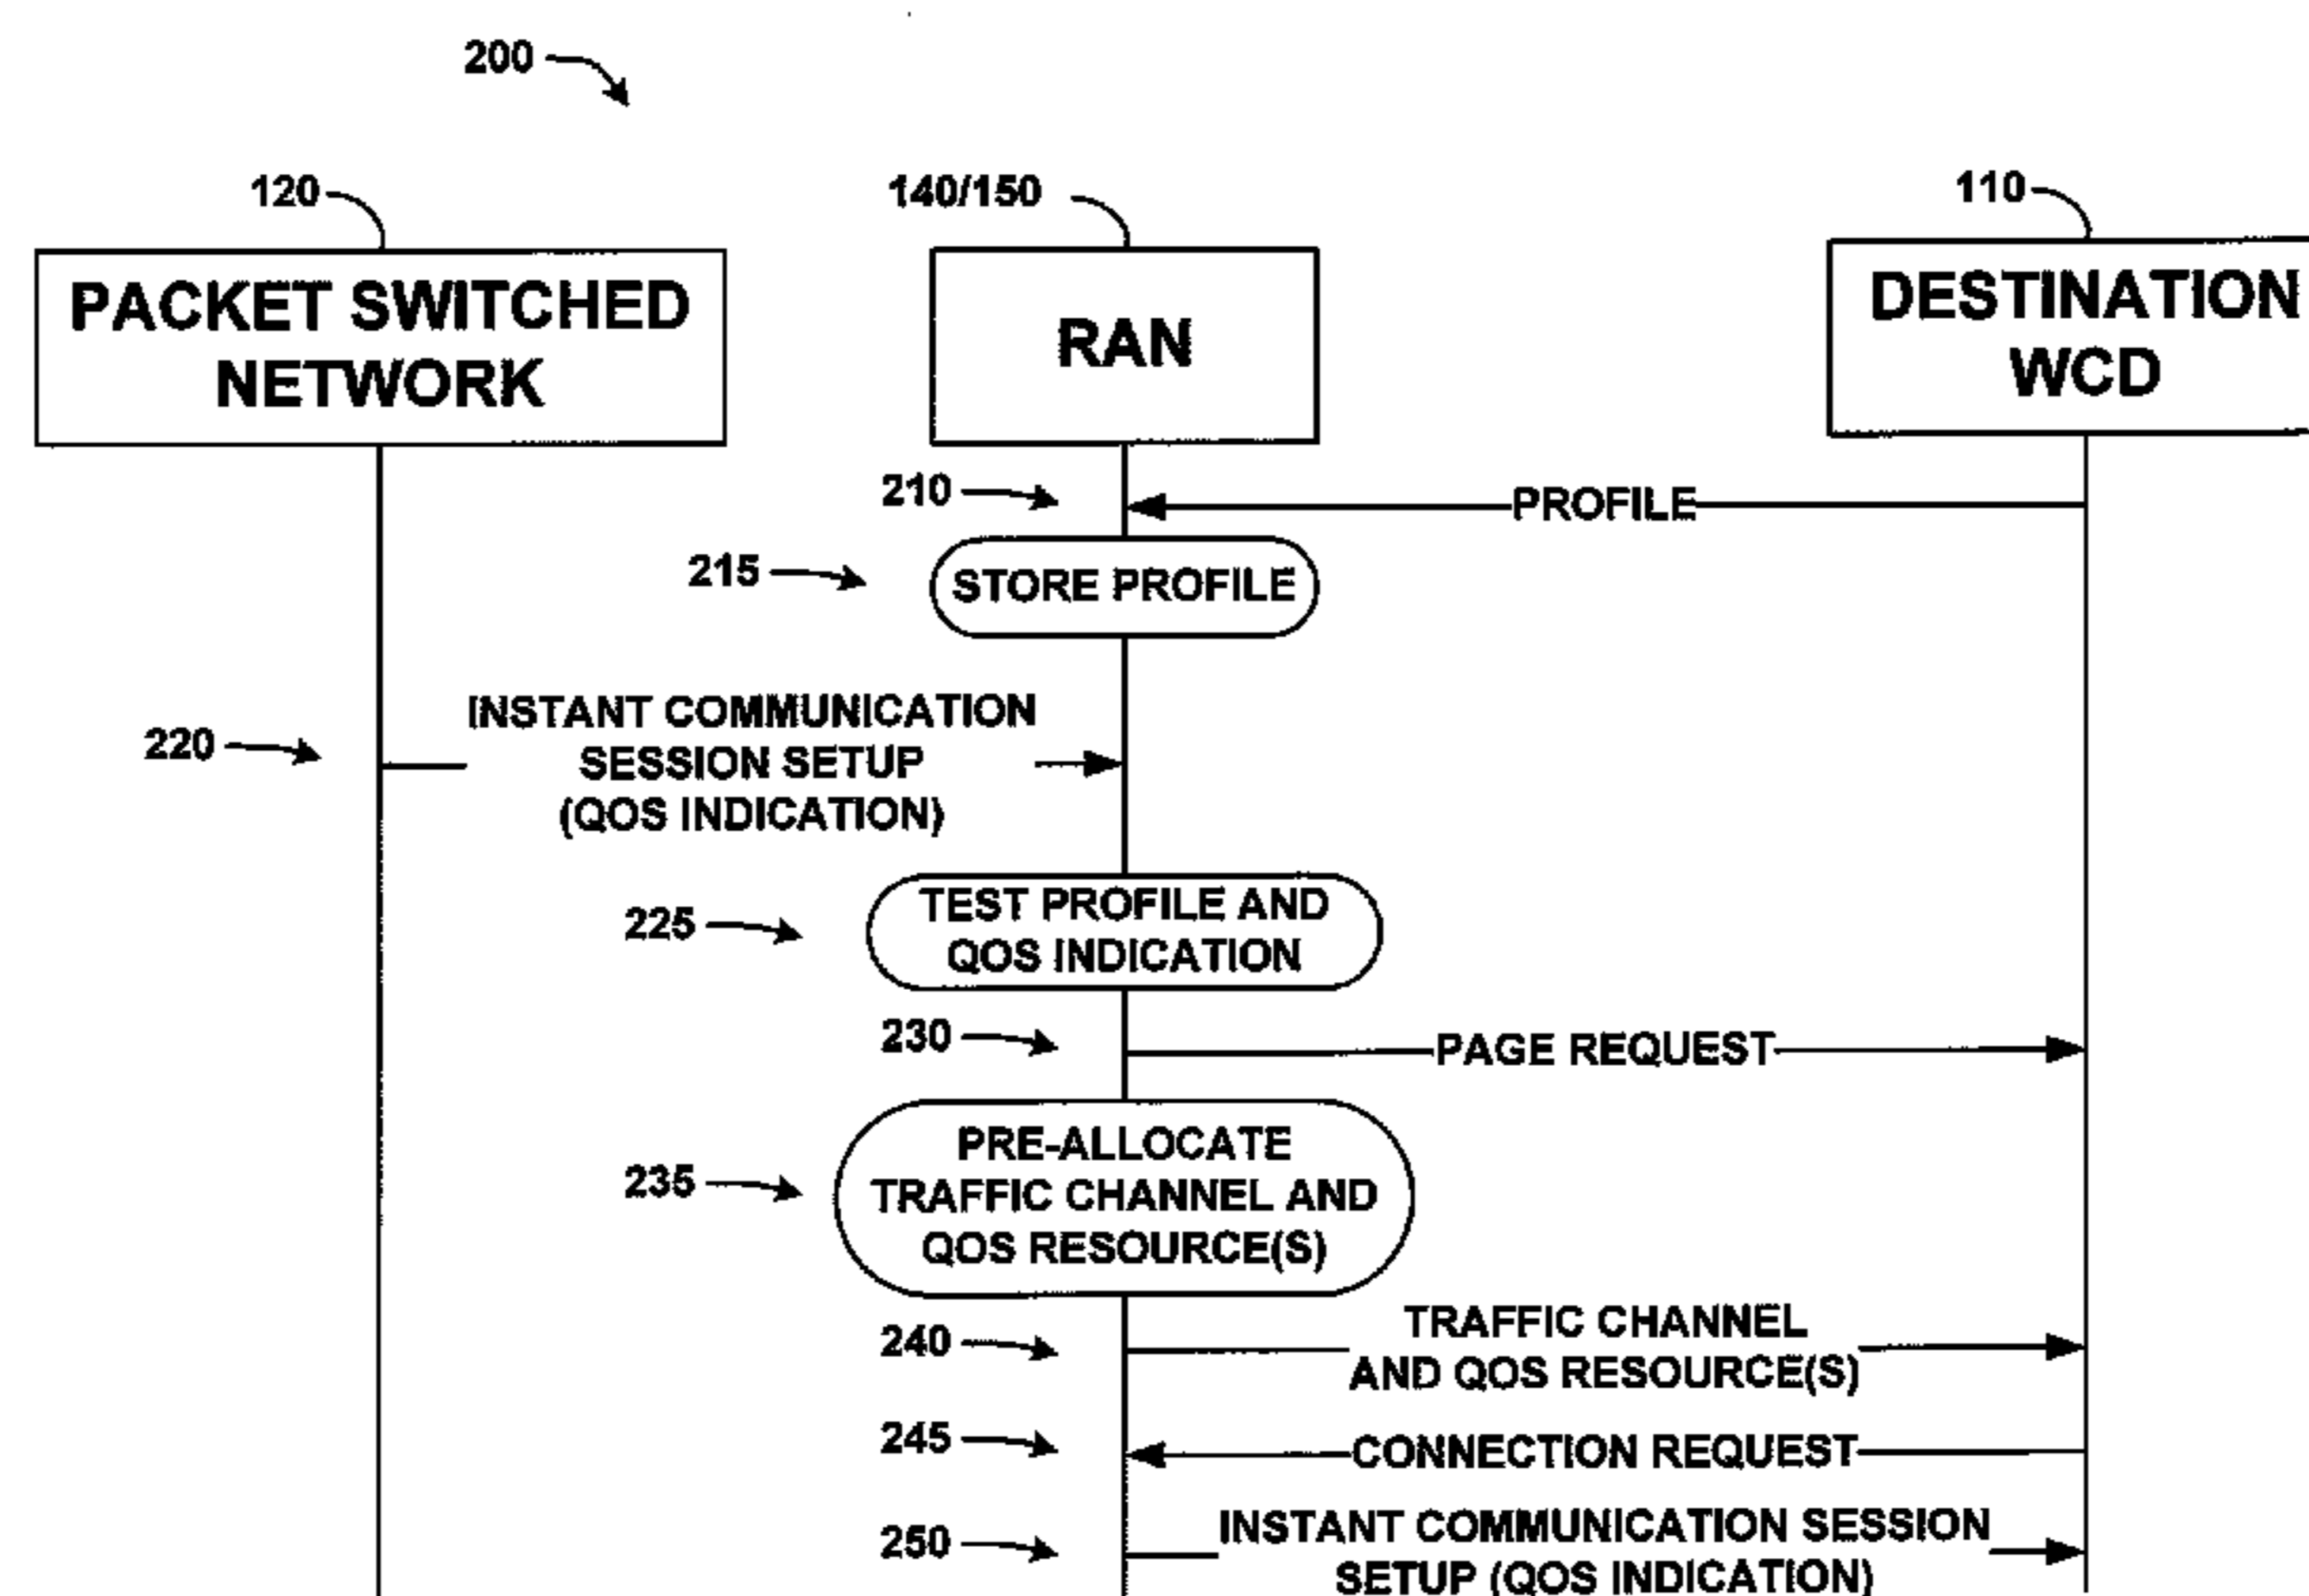 200
120
140/150
110
PACKET SWITCHED
NETWORK
RAN
DESTINATION
WCD
210
PROFILE
215
STORE PROFILE
220
INSTANT COMMUNICATION
SESSION SETUP
(QOS INDICATION)
225
TEST PROFILE AND
QOS INDICATION
230
PAGE REQUEST
235
PRE-ALLOCATE
TRAFFIC CHANNEL AND
QOS RESOURCE(S)
240
TRAFFIC CHANNEL
AND QOS RESOURCE(S)
245
CONNECTION REQUEST
250
INSTANT COMMUNICATION SESSION
SETUP (QOS INDICATION)